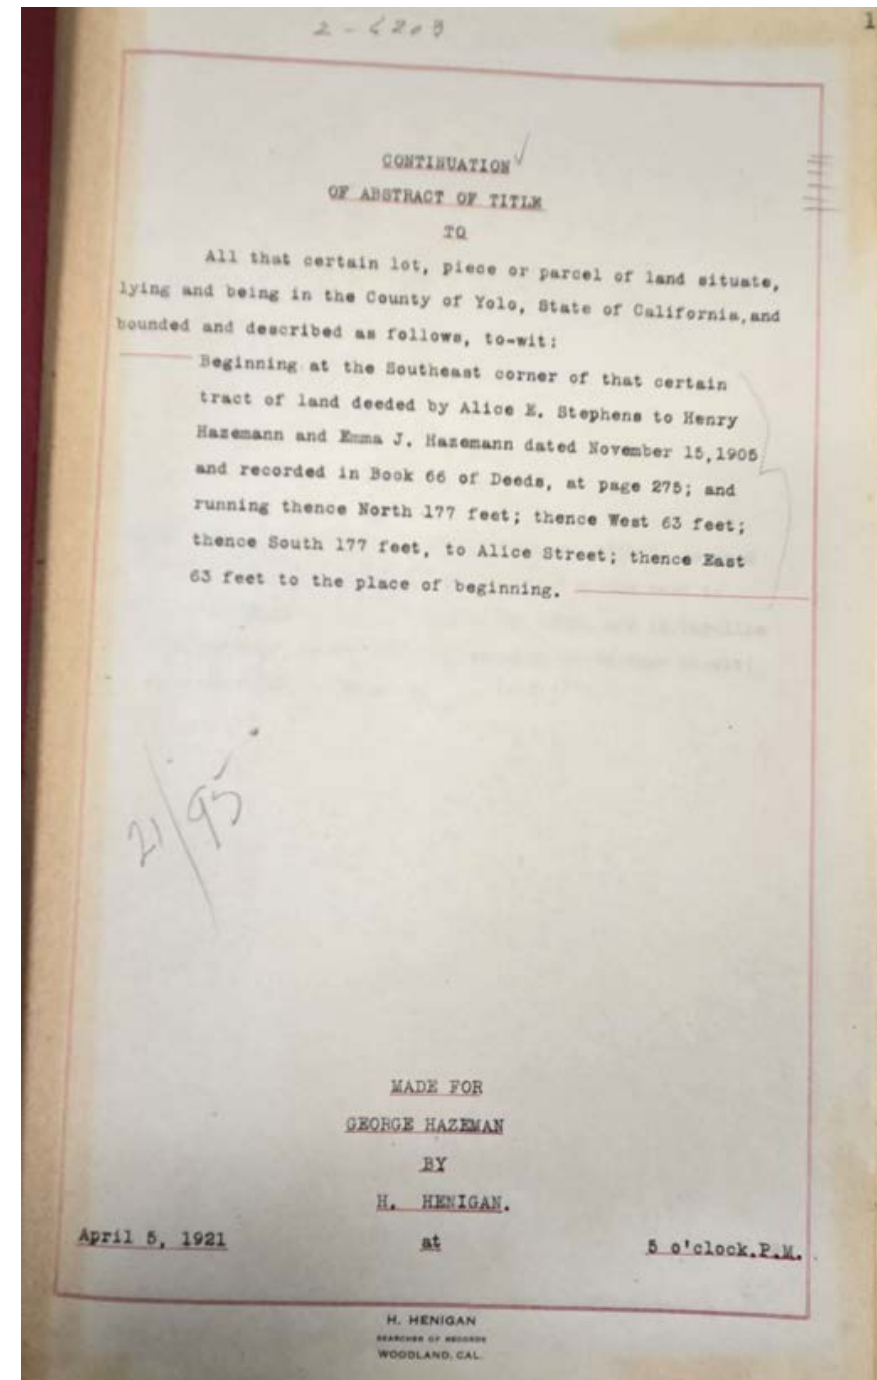 2-6203
1
CONTINUATION
OF ABSTRACT OF TITLE
TO
All that certain lot, piece or parcel of land situate,
lying and being in the County of Yolo, State of California,and
bounded and described as follows, to-wit:
Beginning at the Southeast corner of that certain
tract of land deeded by Alice E. Stephens to Henry
Hazemann and Emma J. Hazemann dated November 15,1905
and recorded in Book 66 of Deeds, at page 275; and
running thence North 177 feet; thence West 63 feet;
thence South 177 feet, to Alice Street; thence East
63 feet to the place of beginning.
21/95
MADE FOR
GEORGE HAZEMAN
BY
H. HENIGAN.
April 5, 1921 at 5 o'clock.P.M.
H. HENIGAN
SEARCHER OF RECORDS
WOODLAND, CAL.